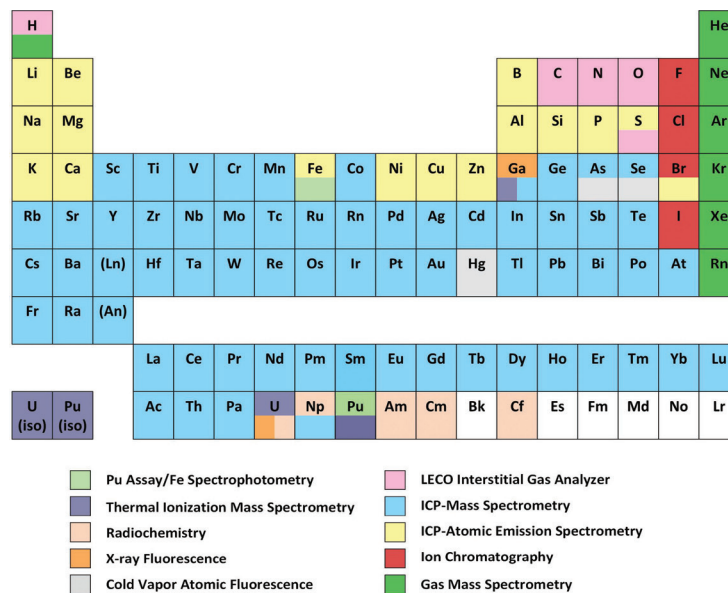 H He
Li Be B C N O F Ne
Na Mg Al Si P S Cl Ar
K Ca Sc Ti V Cr Mn Fe Co Ni Cu Zn Ga Ge As Se Br Kr
Rb Sr Y Zr Nb Mo Tc Ru Rn Pd Ag Cd In Sn Sb Te I Xe
Cs Ba (Ln) Hf Ta W Re Os Ir Pt Au Hg Tl Pb Bi Po At Rn
Fr Ra (An)
La Ce Pr Nd Pm Sm Eu Gd Tb Dy Ho Er Tm Yb Lu
U Pu Ac Th Pa U Np Pu Am Cm Bk Cf Es Fm Md No Lr
(iso) (iso)
Pu Assay/Fe Spectrophotometry
Thermal Ionization Mass Spectrometry
Radiochemistry
X-ray Fluorescence
Cold Vapor Atomic Fluorescence
LECO Interstitial Gas Analyzer
ICP-Mass Spectrometry
ICP-Atomic Emission Spectrometry
Ion Chromatography
Gas Mass Spectrometry